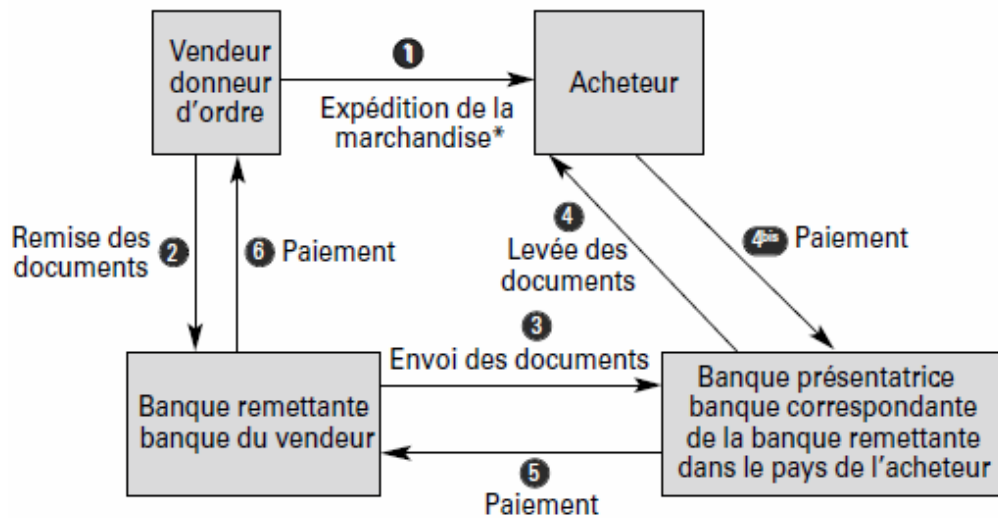 Vendeur
donneur
d'ordre
1
Expédition de la
marchandise*
Acheteur
Remise des
documents
2
6 Paiement
4
Levée des
documents
4bis Paiement
3
Envoi des documents
Banque remettante
banque du vendeur
5
Paiement
Banque présentatrice
banque correspondante
de la banque remettante
dans le pays de l'acheteur